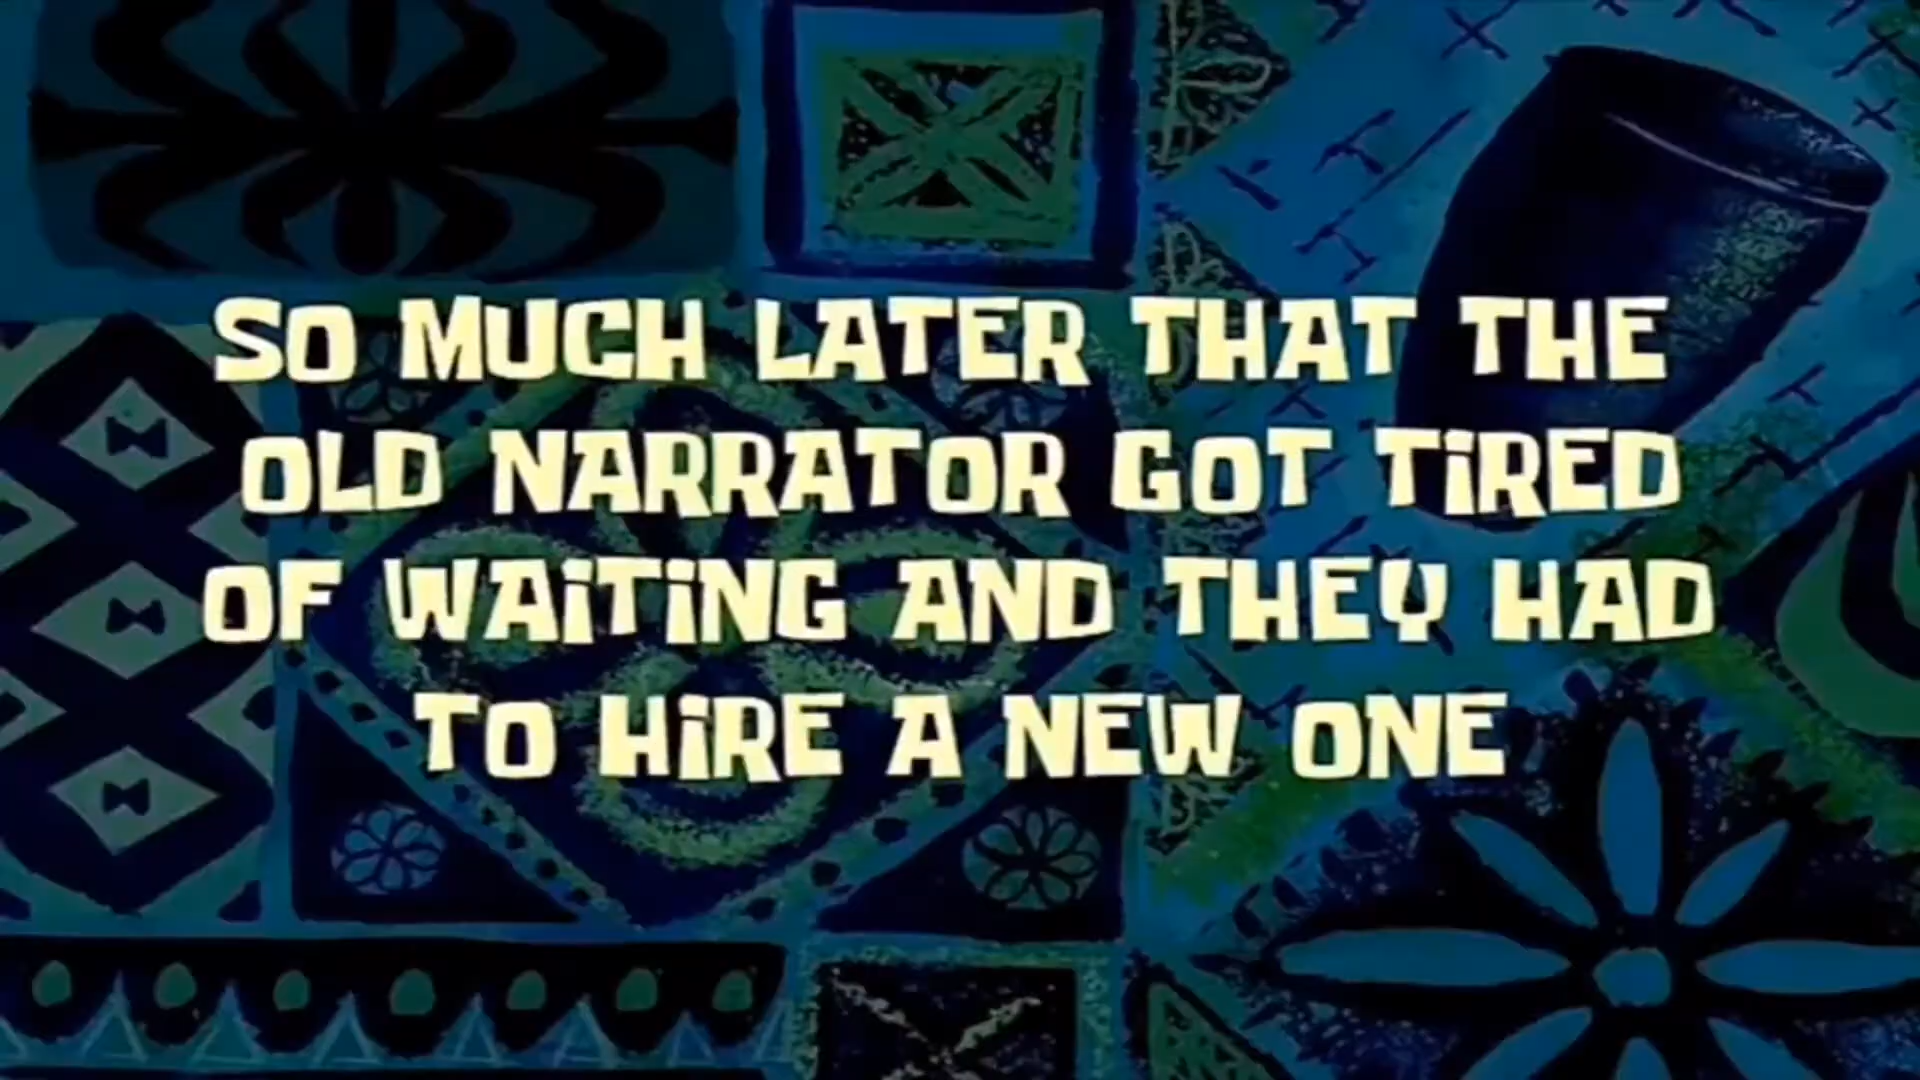 SO MUCH LATER THAT THE
OLD NARRATOR GOT TIRED
OF WAITING AND THEY HAD
TO HIRE A NEW ONE